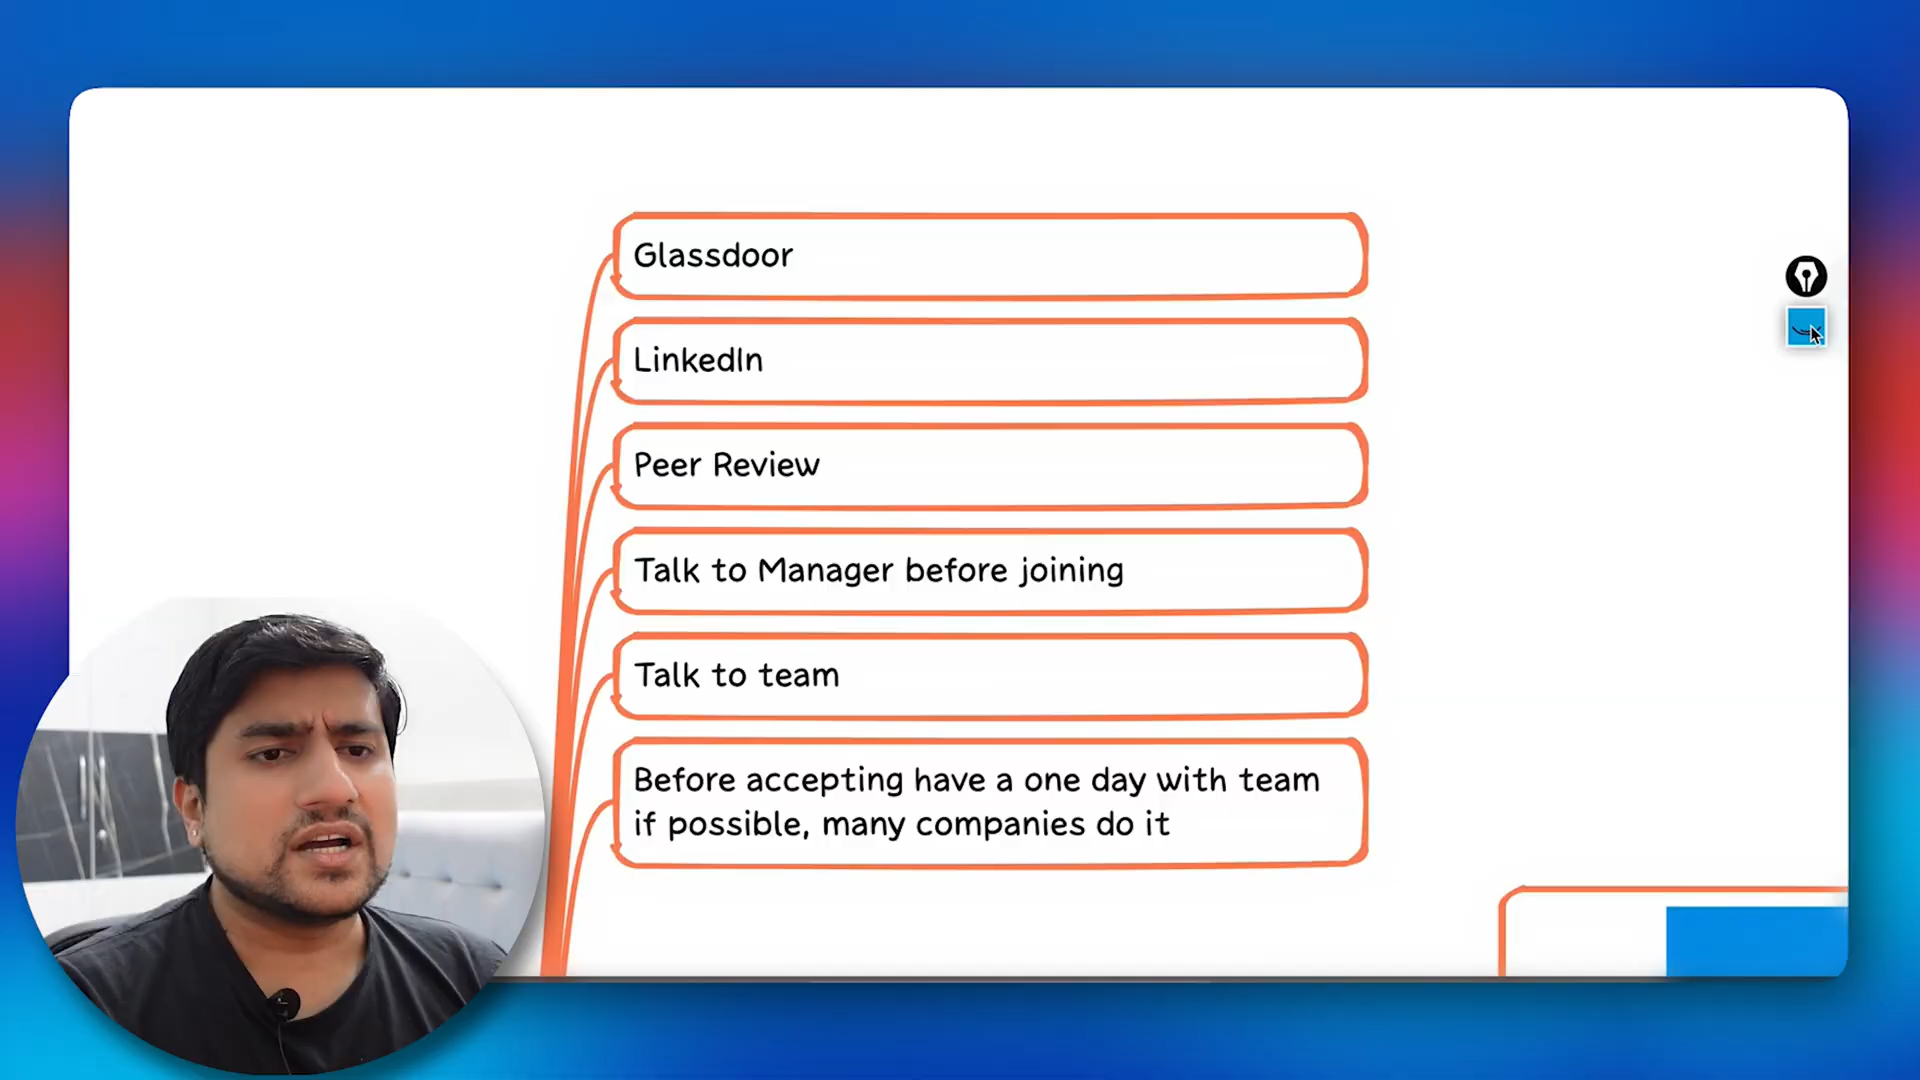 Glassdoor
LinkedIn
Peer Review
Talk to Manager before joining
Talk to team
Before accepting have a one day with team
if possible, many companies do it